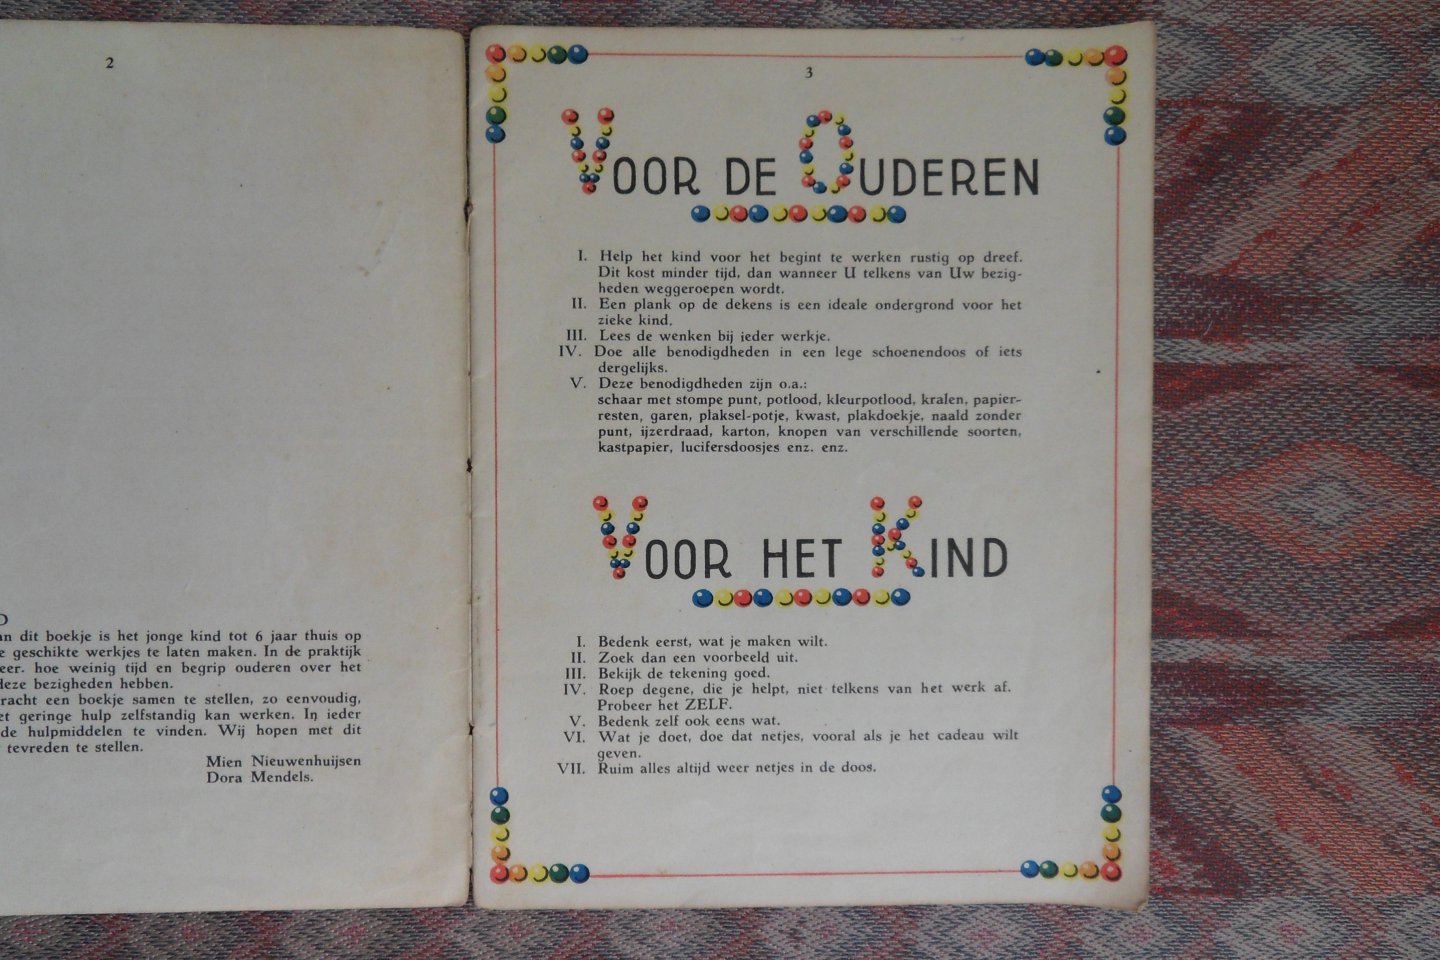 2
an dit boekje is het jonge kind tot 6 jaar thuis op
geschikte werkjes te laten maken. In de praktijk
eer. hoe weinig tijd en begrip ouderen over het
deze bezigheden hebben.
racht een boekje samen te stellen, zo eenvoudig,
et geringe hulp zelfstandig kan werken. In ieder
de hulpmiddelen te vinden. Wij hopen met dit
tevreden te stellen.
Mien Nieuwenhuijsen
Dora Mendels.
3
VOOR DE OUDEREN
I. Help het kind voor het begint te werken rustig op dreef.
Dit kost minder tijd, dan wanneer U telkens van Uw bezig-
heden weggeroepen wordt.
II. Een plank op de dekens is een ideale ondergrond voor het
zieke kind.
III. Lees de wenken bij ieder werkje.
IV. Doe alle benodigdheden in een lege schoenendoos of iets
dergelijks.
V. Deze benodigdheden zijn o.a.:
schaar met stompe punt, potlood, kleurpotlood, kralen, papier-
resten, garen, plaksel-potje, kwast, plakdoekje, naald zonder
punt, ijzerdraad, karton, knopen van verschillende soorten,
kastpapier, lucifersdoosjes enz. enz.
VOOR HET KIND
I. Bedenk eerst, wat je maken wilt.
II. Zoek dan een voorbeeld uit.
III. Bekijk de tekening goed.
IV. Roep degene, die je helpt, niet telkens van het werk af.
Probeer het ZELF.
V. Bedenk zelf ook eens wat.
VI. Wat je doet, doe dat netjes, vooral als je het cadeau wilt
geven.
VII. Ruim alles altijd weer netjes in de doos.